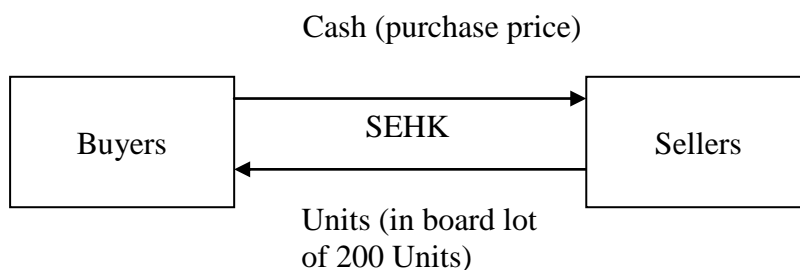 Cash (purchase price)
Buyers
SEHK
Sellers
Units (in board lot
of 200 Units)